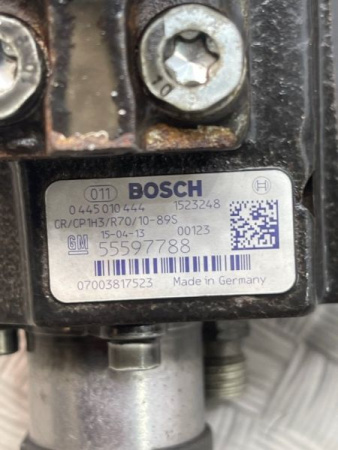 10
011 BOSCH
0 445 010 444 1523248
CR/CP1H3/R70/10-89S
15-04-13 00123
GM 55597788
07003817523 Made in Germany